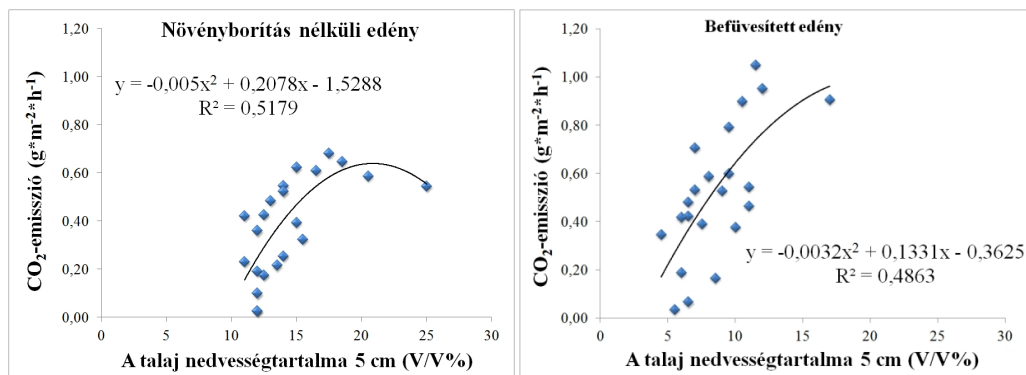 Növényborítás nélküli edény
CO₂-emisszió (g*m⁻²*h⁻¹)
1,20
1,00
0,80
0,60
0,40
0,20
0,00
y = -0,005x² + 0,2078x - 1,5288
R² = 0,5179
0 5 10 15 20 25 30
A talaj nedvességtartalma 5 cm (V/V%)
Befüvesített edény
CO₂-emisszió (g*m⁻²*h⁻¹)
1,20
1,00
0,80
0,60
0,40
0,20
0,00
y = -0,0032x² + 0,1331x - 0,3625
R² = 0,4863
0 5 10 15 20 25 30
A talaj nedvességtartalma 5 cm (V/V%)